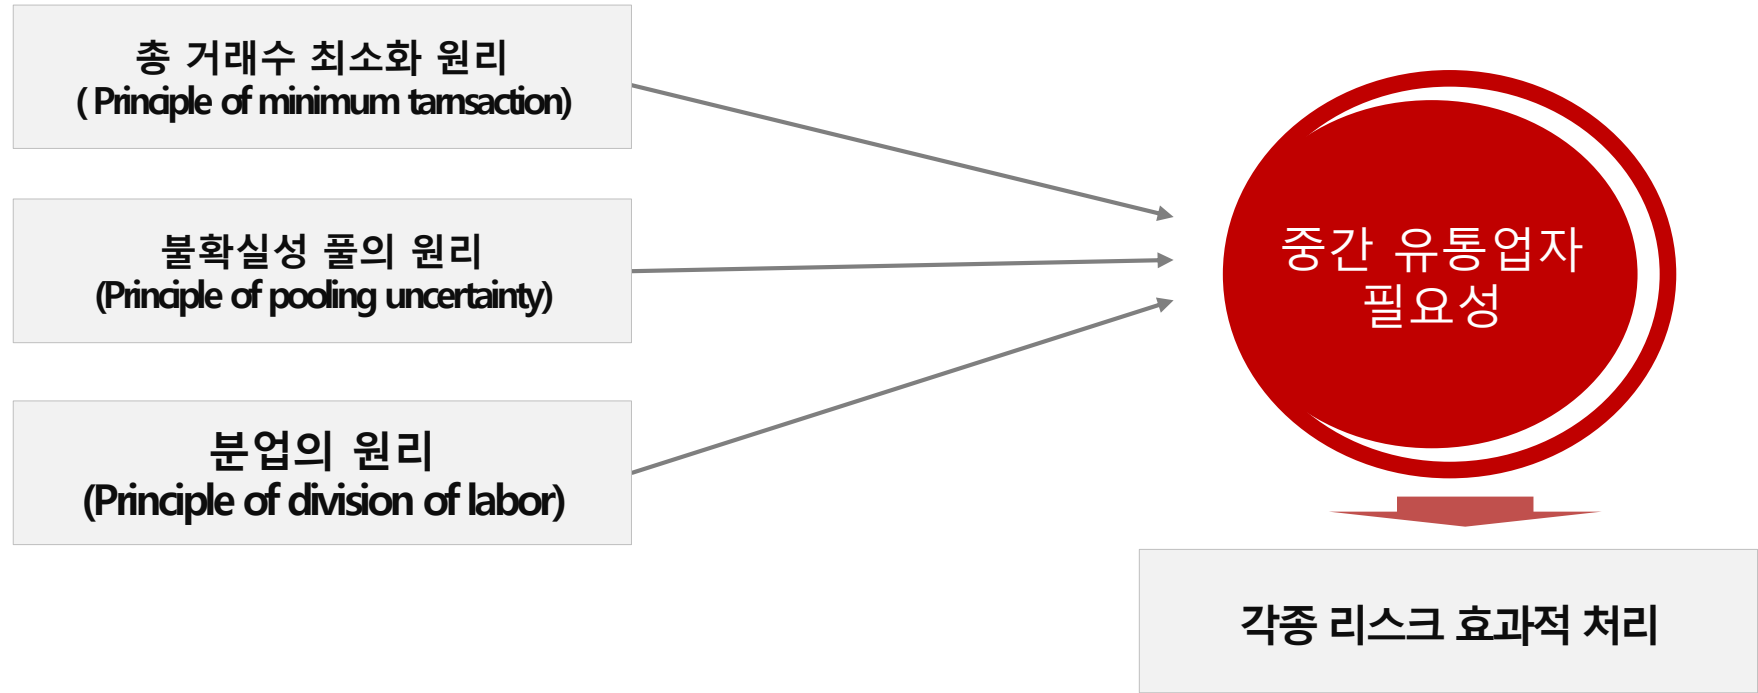 총 거래수 최소화 원리
( Principle of minimum tarnsaction)
불확실성 풀의 원리
(Principle of pooling uncertainty)
분업의 원리
(Principle of division of labor)
중간 유통업자
필요성
각종 리스크 효과적 처리